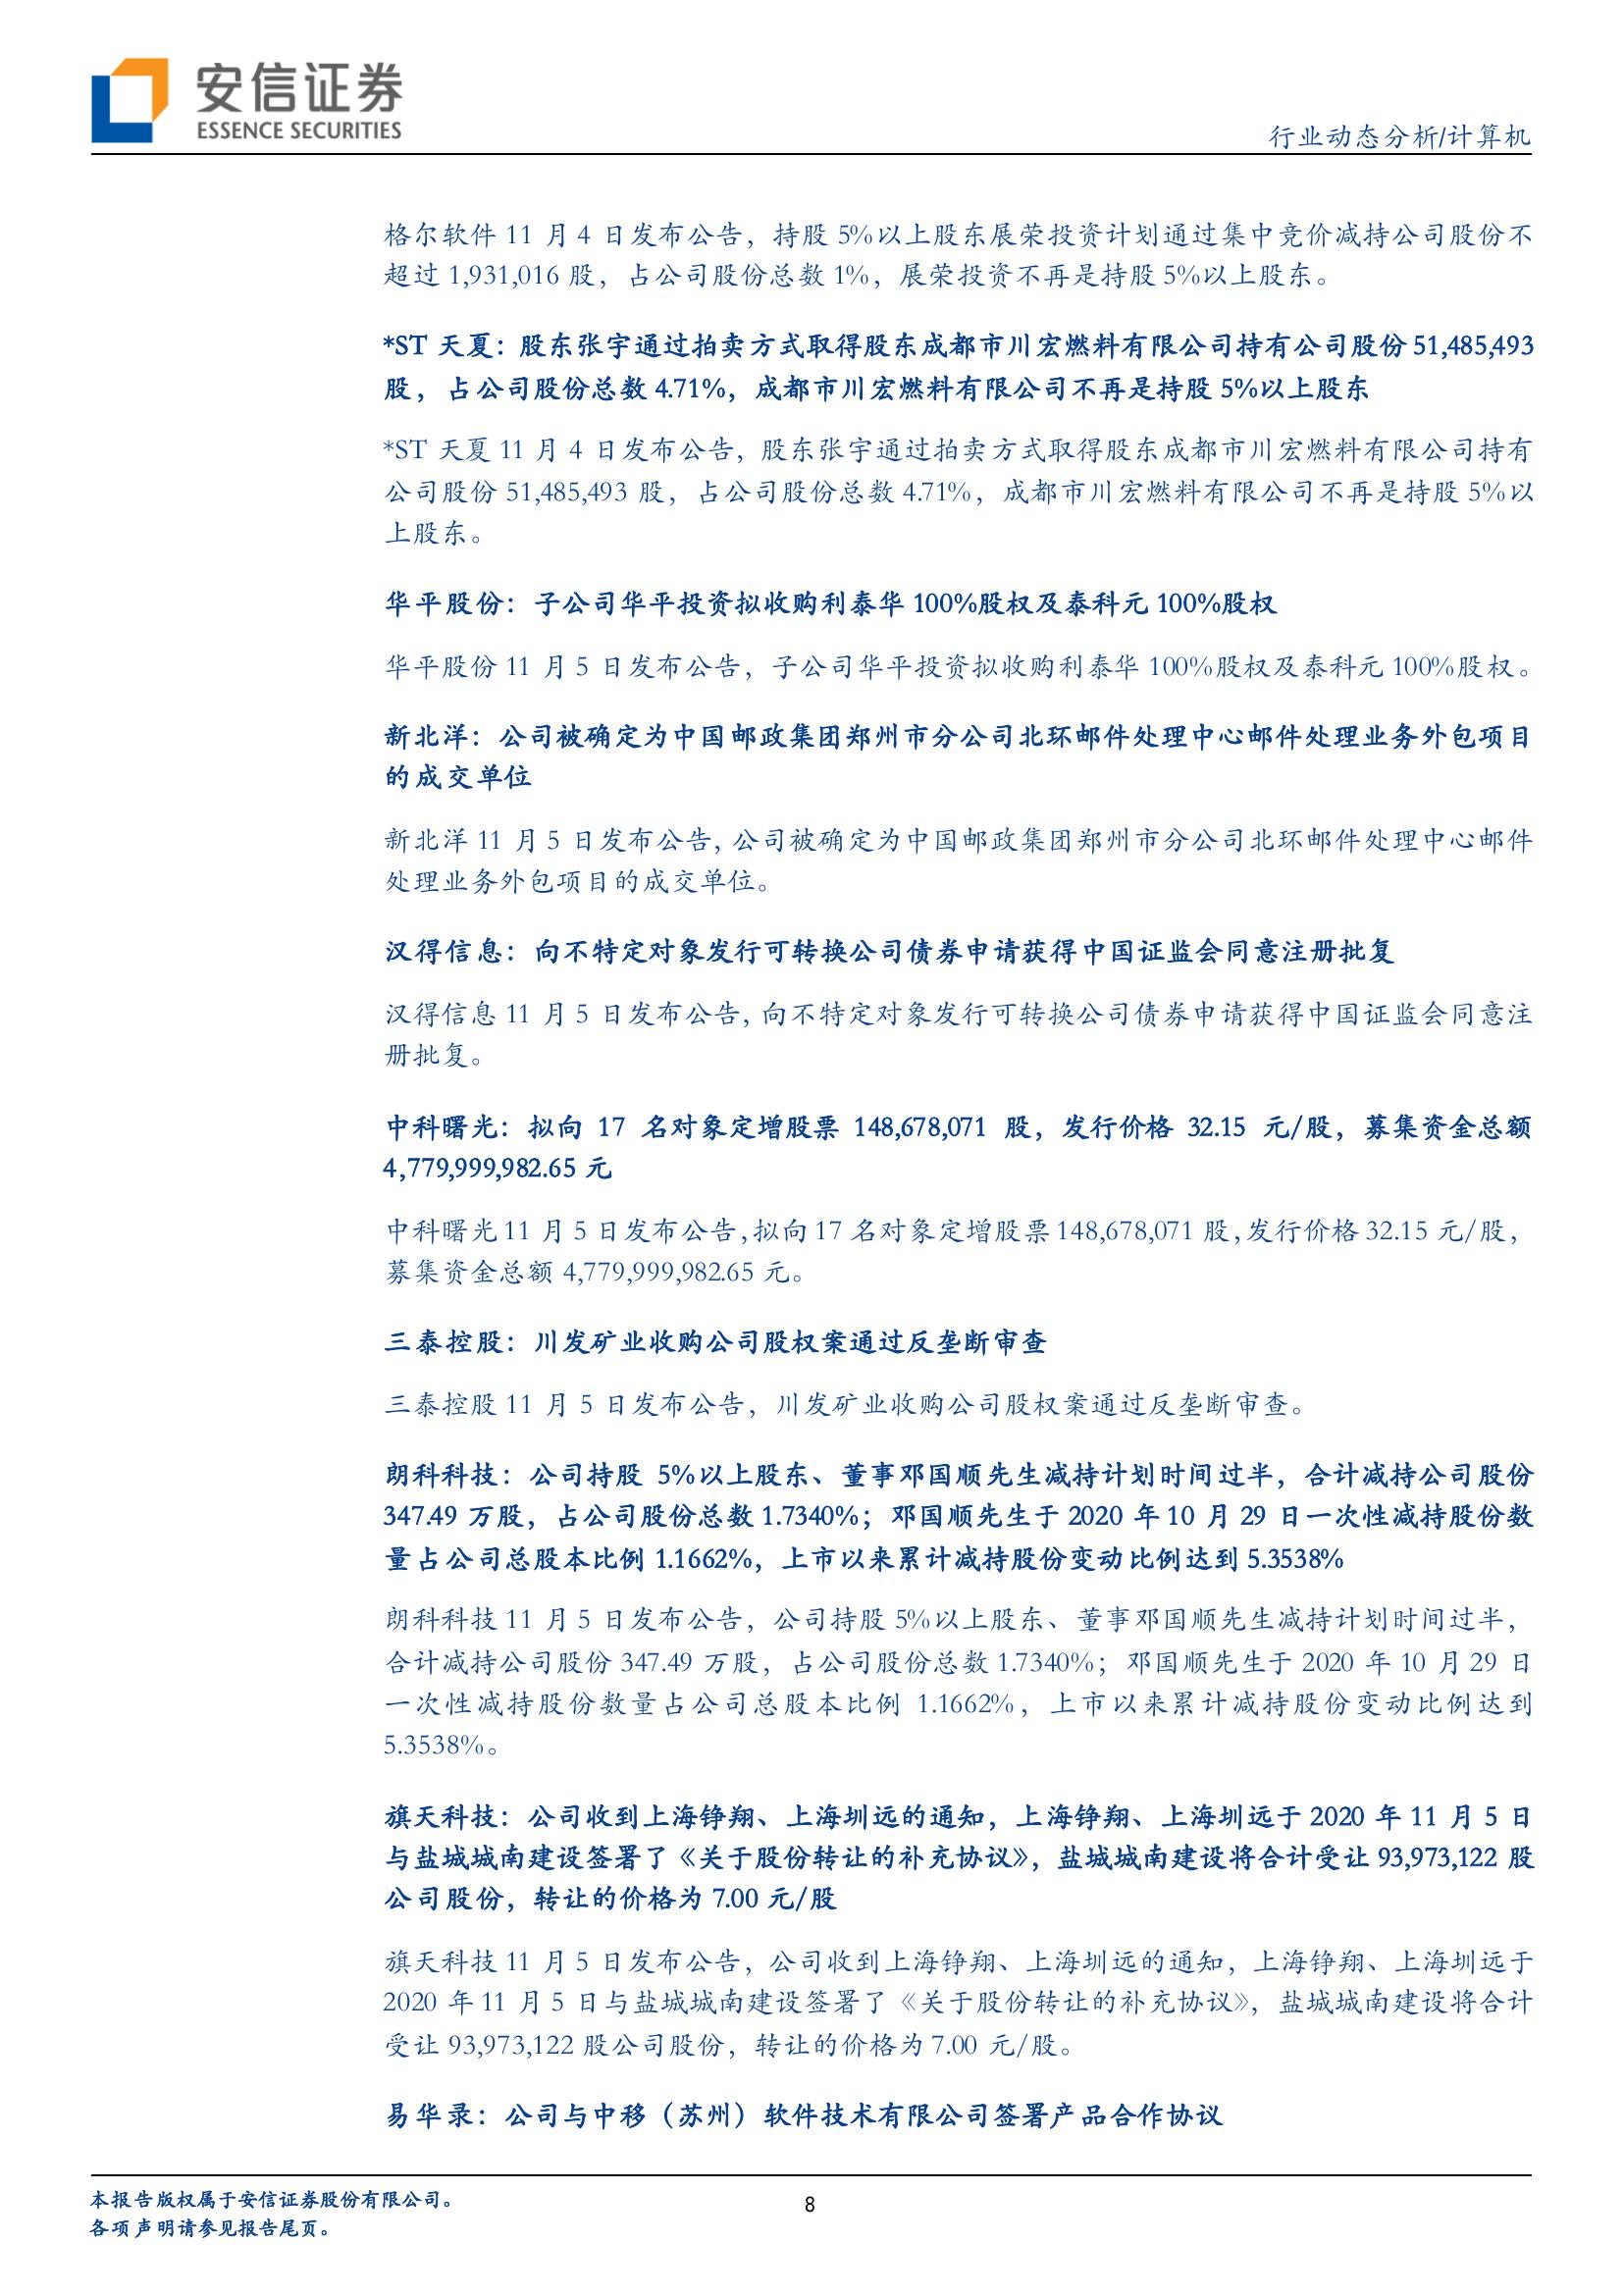 安信证券
ESSENCE SECURITIES
行业动态分析/计算机
格尔软件 11 月 4 日发布公告，持股 5%以上股东展荣投资计划通过集中竞价减持公司股份不
超过 1,931,016 股，占公司股份总数 1%，展荣投资不再是持股 5%以上股东。
*ST 天夏：股东张宇通过拍卖方式取得股东成都市川宏燃料有限公司持有公司股份 51,485,493
股，占公司股份总数 4.71%，成都市川宏燃料有限公司不再是持股 5%以上股东
*ST 天夏 11 月 4 日发布公告，股东张宇通过拍卖方式取得股东成都市川宏燃料有限公司持有
公司股份 51,485,493 股，占公司股份总数 4.71%，成都市川宏燃料有限公司不再是持股 5%以
上股东。
华平股份：子公司华平投资拟收购利泰华 100%股权及泰科元 100%股权
华平股份 11 月 5 日发布公告，子公司华平投资拟收购利泰华 100%股权及泰科元 100%股权。
新北洋：公司被确定为中国邮政集团郑州市分公司北环邮件处理中心邮件处理业务外包项目
的成交单位
新北洋 11 月 5 日发布公告，公司被确定为中国邮政集团郑州市分公司北环邮件处理中心邮件
处理业务外包项目的成交单位。
汉得信息：向不特定对象发行可转换公司债券申请获得中国证监会同意注册批复
汉得信息 11 月 5 日发布公告，向不特定对象发行可转换公司债券申请获得中国证监会同意注
册批复。
中科曙光：拟向 17 名对象定增股票 148,678,071 股，发行价格 32.15 元/股，募集资金总额
4,779,999,982.65 元
中科曙光 11 月 5 日发布公告，拟向 17 名对象定增股票 148,678,071 股，发行价格 32.15 元/股，
募集资金总额 4,779,999,982.65 元。
三泰控股：川发矿业收购公司股权案通过反垄断审查
三泰控股 11 月 5 日发布公告，川发矿业收购公司股权案通过反垄断审查。
朗科科技：公司持股 5%以上股东、董事邓国顺先生减持计划时间过半，合计减持公司股份
347.49 万股，占公司股份总数 1.7340%；邓国顺先生于 2020 年 10 月 29 日一次性减持股份数
量占公司总股本比例 1.1662%，上市以来累计减持股份变动比例达到 5.3538%
朗科科技 11 月 5 日发布公告，公司持股 5%以上股东、董事邓国顺先生减持计划时间过半，
合计减持公司股份 347.49 万股，占公司股份总数 1.7340%；邓国顺先生于 2020 年 10 月 29 日
一次性减持股份数量占公司总股本比例 1.1662%，上市以来累计减持股份变动比例达到
5.3538%。
旗天科技：公司收到上海铮翔、上海圳远的通知，上海铮翔、上海圳远于 2020 年 11 月 5 日
与盐城城南建设签署了《关于股份转让的补充协议》，盐城城南建设将合计受让 93,973,122 股
公司股份，转让的价格为 7.00 元/股
旗天科技 11 月 5 日发布公告，公司收到上海铮翔、上海圳远的通知，上海铮翔、上海圳远于
2020 年 11 月 5 日与盐城城南建设签署了《关于股份转让的补充协议》，盐城城南建设将合计
受让 93,973,122 股公司股份，转让的价格为 7.00 元/股。
易华录：公司与中移（苏州）软件技术有限公司签署产品合作协议
本报告版权属于安信证券股份有限公司。
各项声明请参见报告尾页。
8